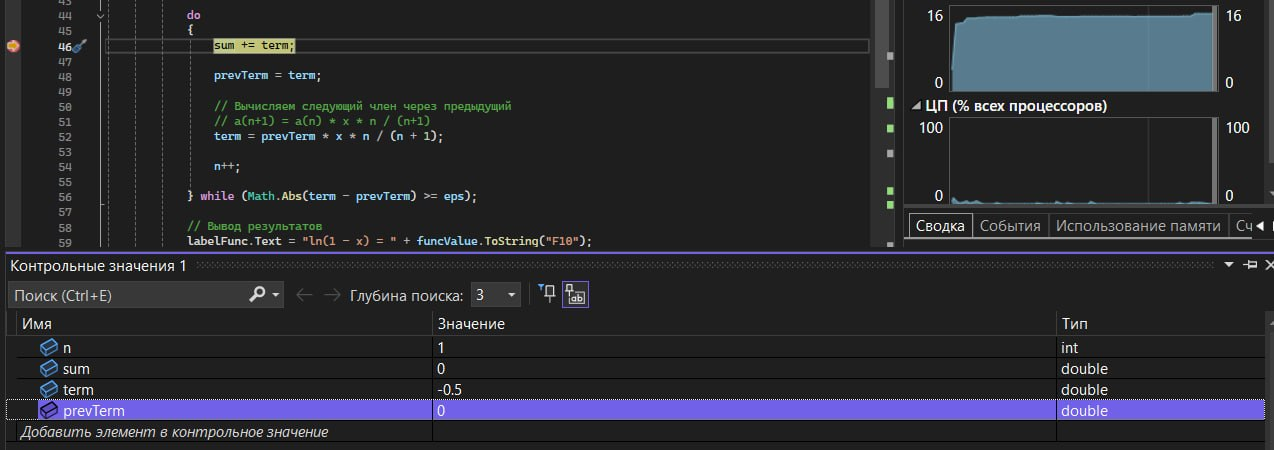 43
44 do
45 {
46 sum += term;
47
48 prevTerm = term;
49
50 // Вычисляем следующий член через предыдущий
51 // a(n+1) = a(n) * x * n / (n+1)
52 term = prevTerm * x * n / (n + 1);
53
54 n++;
55
56 } while (Math.Abs(term - prevTerm) >= eps);
57
58 // Вывод результатов
59 labelFunc.Text = "ln(1 - x) = " + funcValue.ToString("F10");
16 16
0 0
ЦП (% всех процессоров)
100 100
0 0
Сводка События Использование памяти Сч
Контрольные значения 1
Поиск (Ctrl+E) Глубина поиска: 3
Имя Значение Тип
n 1 int
sum 0 double
term -0.5 double
prevTerm 0 double
Добавить элемент в контрольное значение